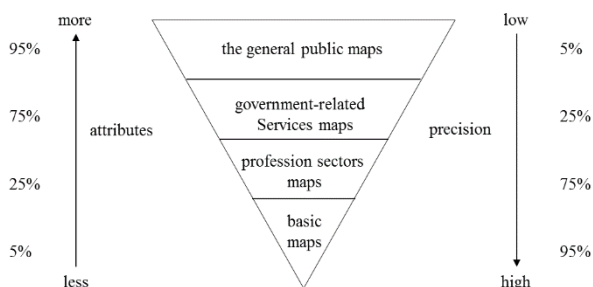 more
low
95%
the general public maps
5%
75%
government-related
Services maps
25%
attributes
precision
25%
profession sectors
maps
75%
basic
maps
5%
95%
less
high